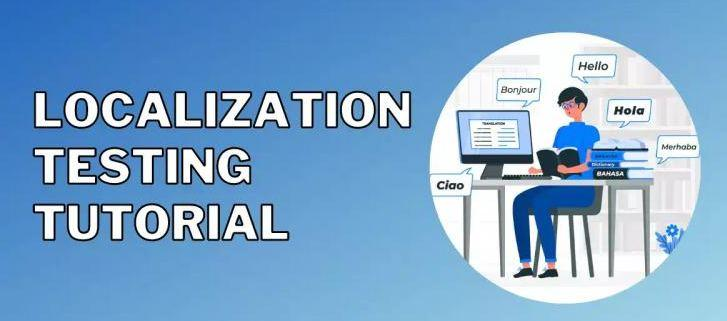 LOCALIZATION
TESTING
TUTORIAL
Hello
Bonjour
Hola
Merhaba
Ciao
TRANSLATION
Dictionary
BAHASA